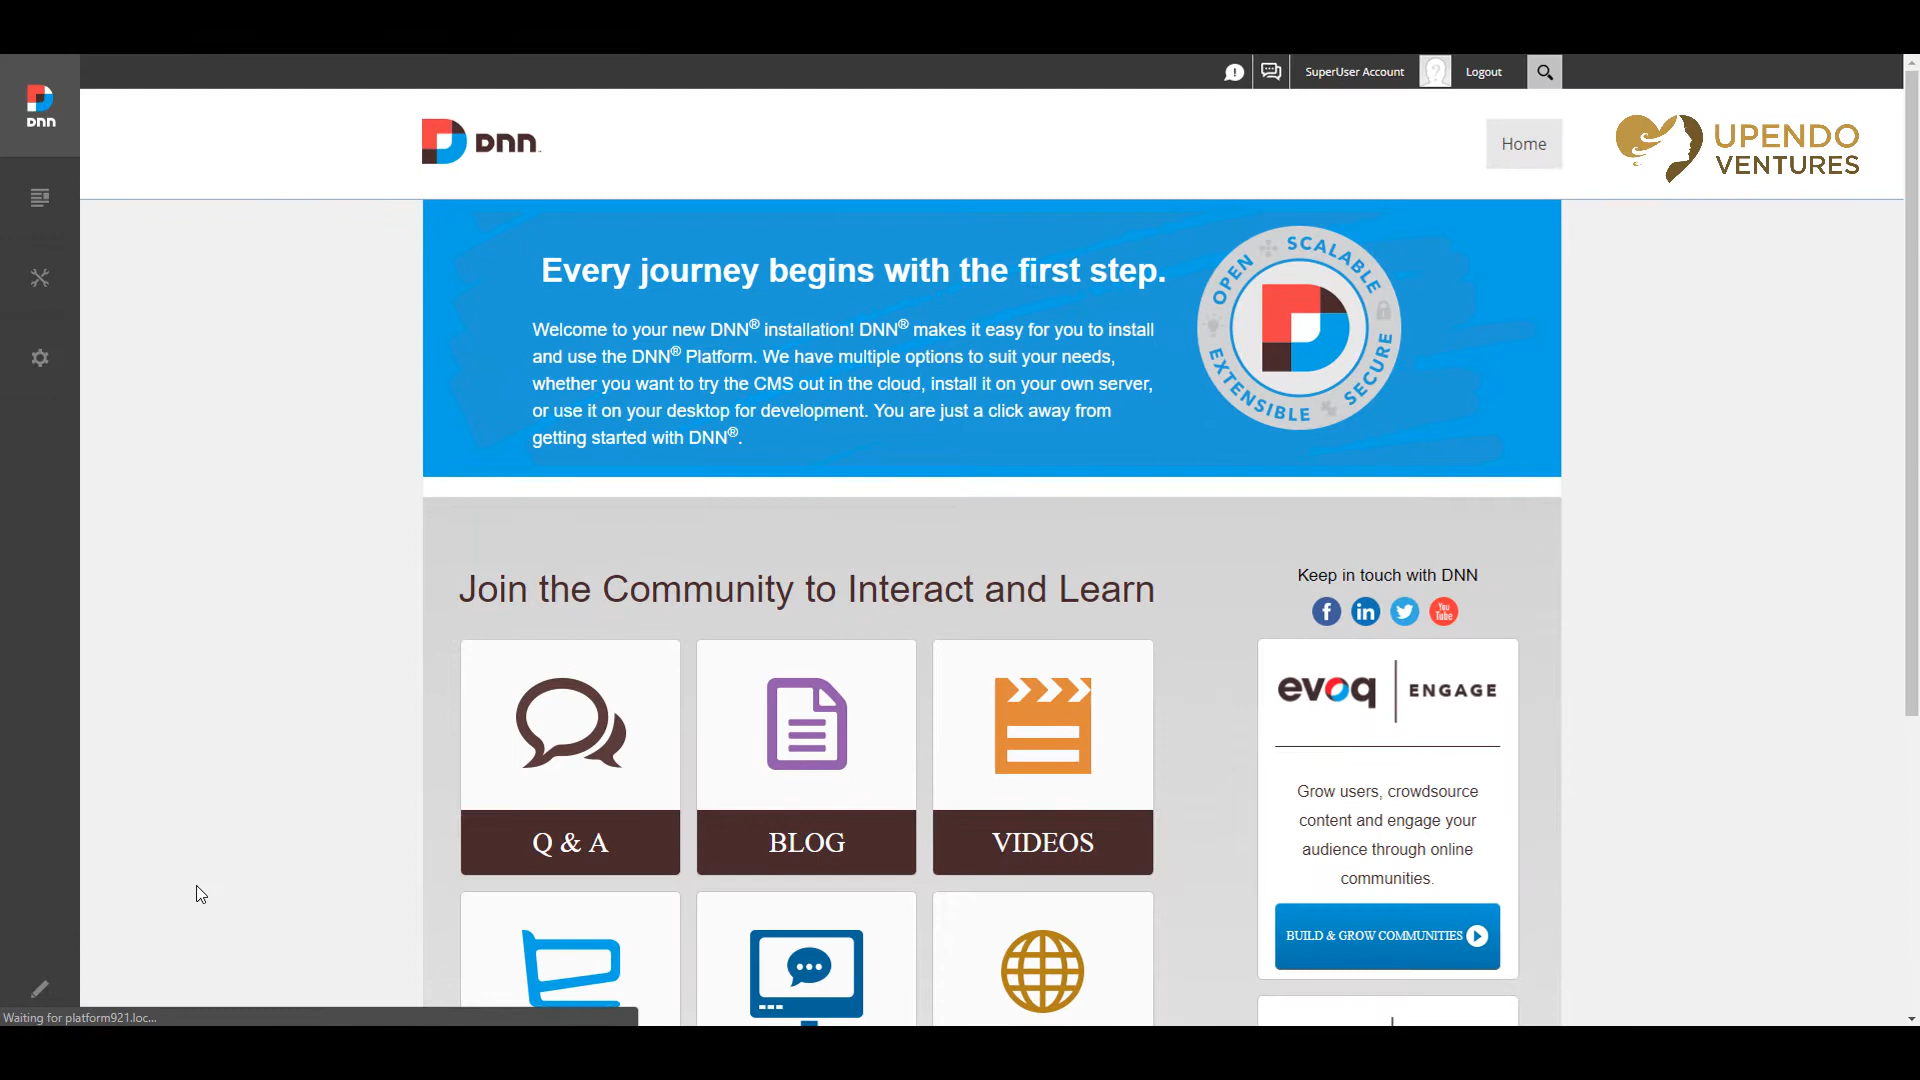 SuperUser Account
Logout
DNN
DNN
Home
UPENDO
VENTURES
Every journey begins with the first step.
Welcome to your new DNN® installation! DNN® makes it easy for you to install
and use the DNN® Platform. We have multiple options to suit your needs,
whether you want to try the CMS out in the cloud, install it on your own server,
or use it on your desktop for development. You are just a click away from
getting started with DNN®.
OPEN
SCALABLE
SECURE
EXTENSIBLE
Join the Community to Interact and Learn
Q & A
BLOG
VIDEOS
Keep in touch with DNN
f
in
You
Tube
evoq
ENGAGE
Grow users, crowdsource
content and engage your
audience through online
communities.
BUILD & GROW COMMUNITIES
Waiting for platform921.loc...